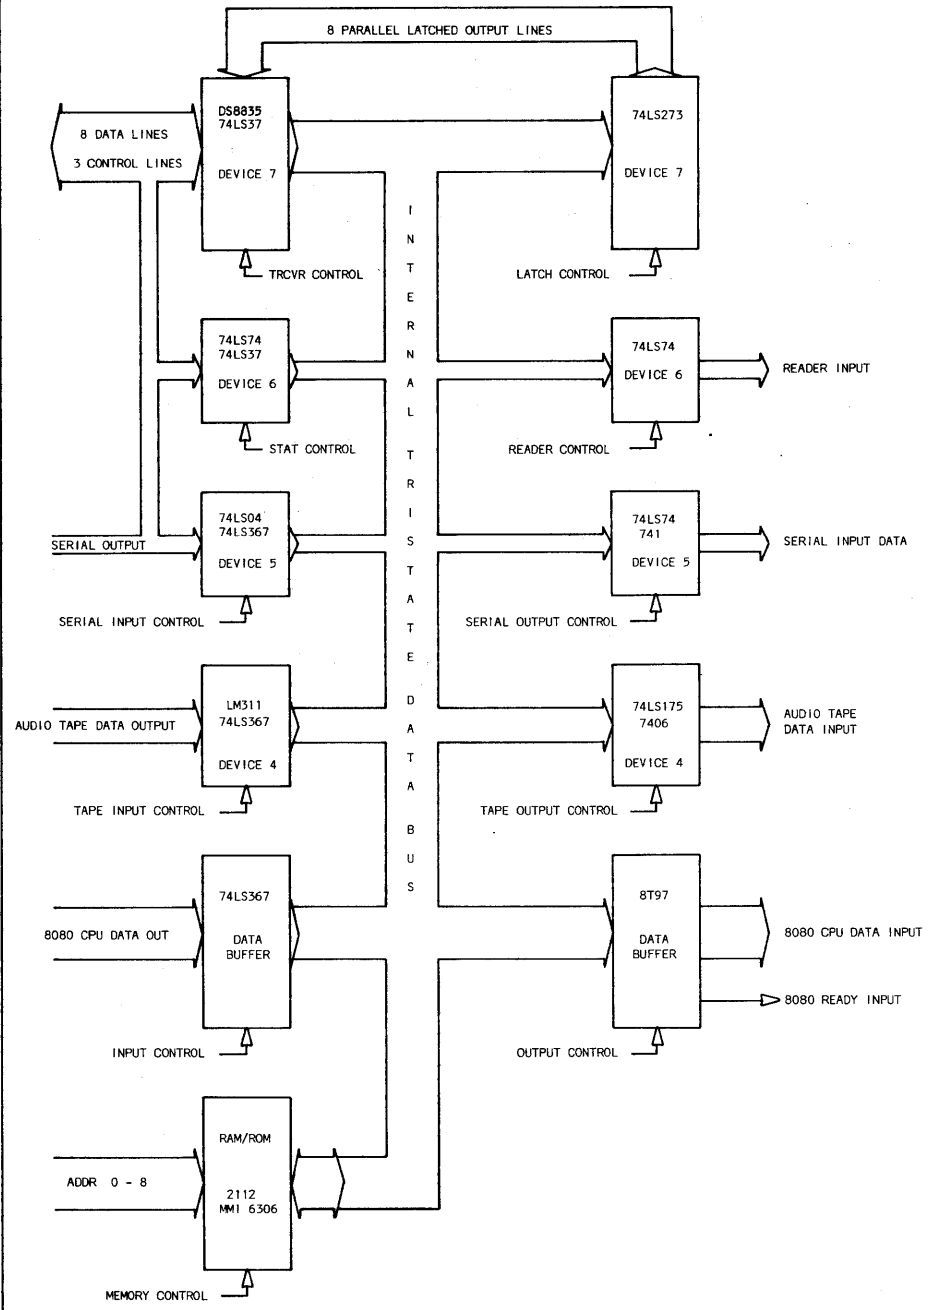 8 PARALLEL LATCHED OUTPUT LINES
DS8835
74LS37
DEVICE 7
8 DATA LINES
3 CONTROL LINES
TRCVR CONTROL
74LS273
DEVICE 7
LATCH CONTROL
INTERNAL TRISTATE DATA BUS
74LS74
74LS37
DEVICE 6
STAT CONTROL
74LS74
DEVICE 6
READER INPUT
READER CONTROL
74LS04
74LS367
DEVICE 5
SERIAL OUTPUT
SERIAL INPUT CONTROL
74LS74
741
DEVICE 5
SERIAL INPUT DATA
SERIAL OUTPUT CONTROL
LM311
74LS367
DEVICE 4
AUDIO TAPE DATA OUTPUT
TAPE INPUT CONTROL
74LS175
7406
DEVICE 4
AUDIO TAPE
DATA INPUT
TAPE OUTPUT CONTROL
74LS367
DATA
BUFFER
8080 CPU DATA OUT
INPUT CONTROL
8T97
DATA
BUFFER
8080 CPU DATA INPUT
8080 READY INPUT
OUTPUT CONTROL
RAM/ROM
2112
MMI 6306
ADDR 0 - 8
MEMORY CONTROL